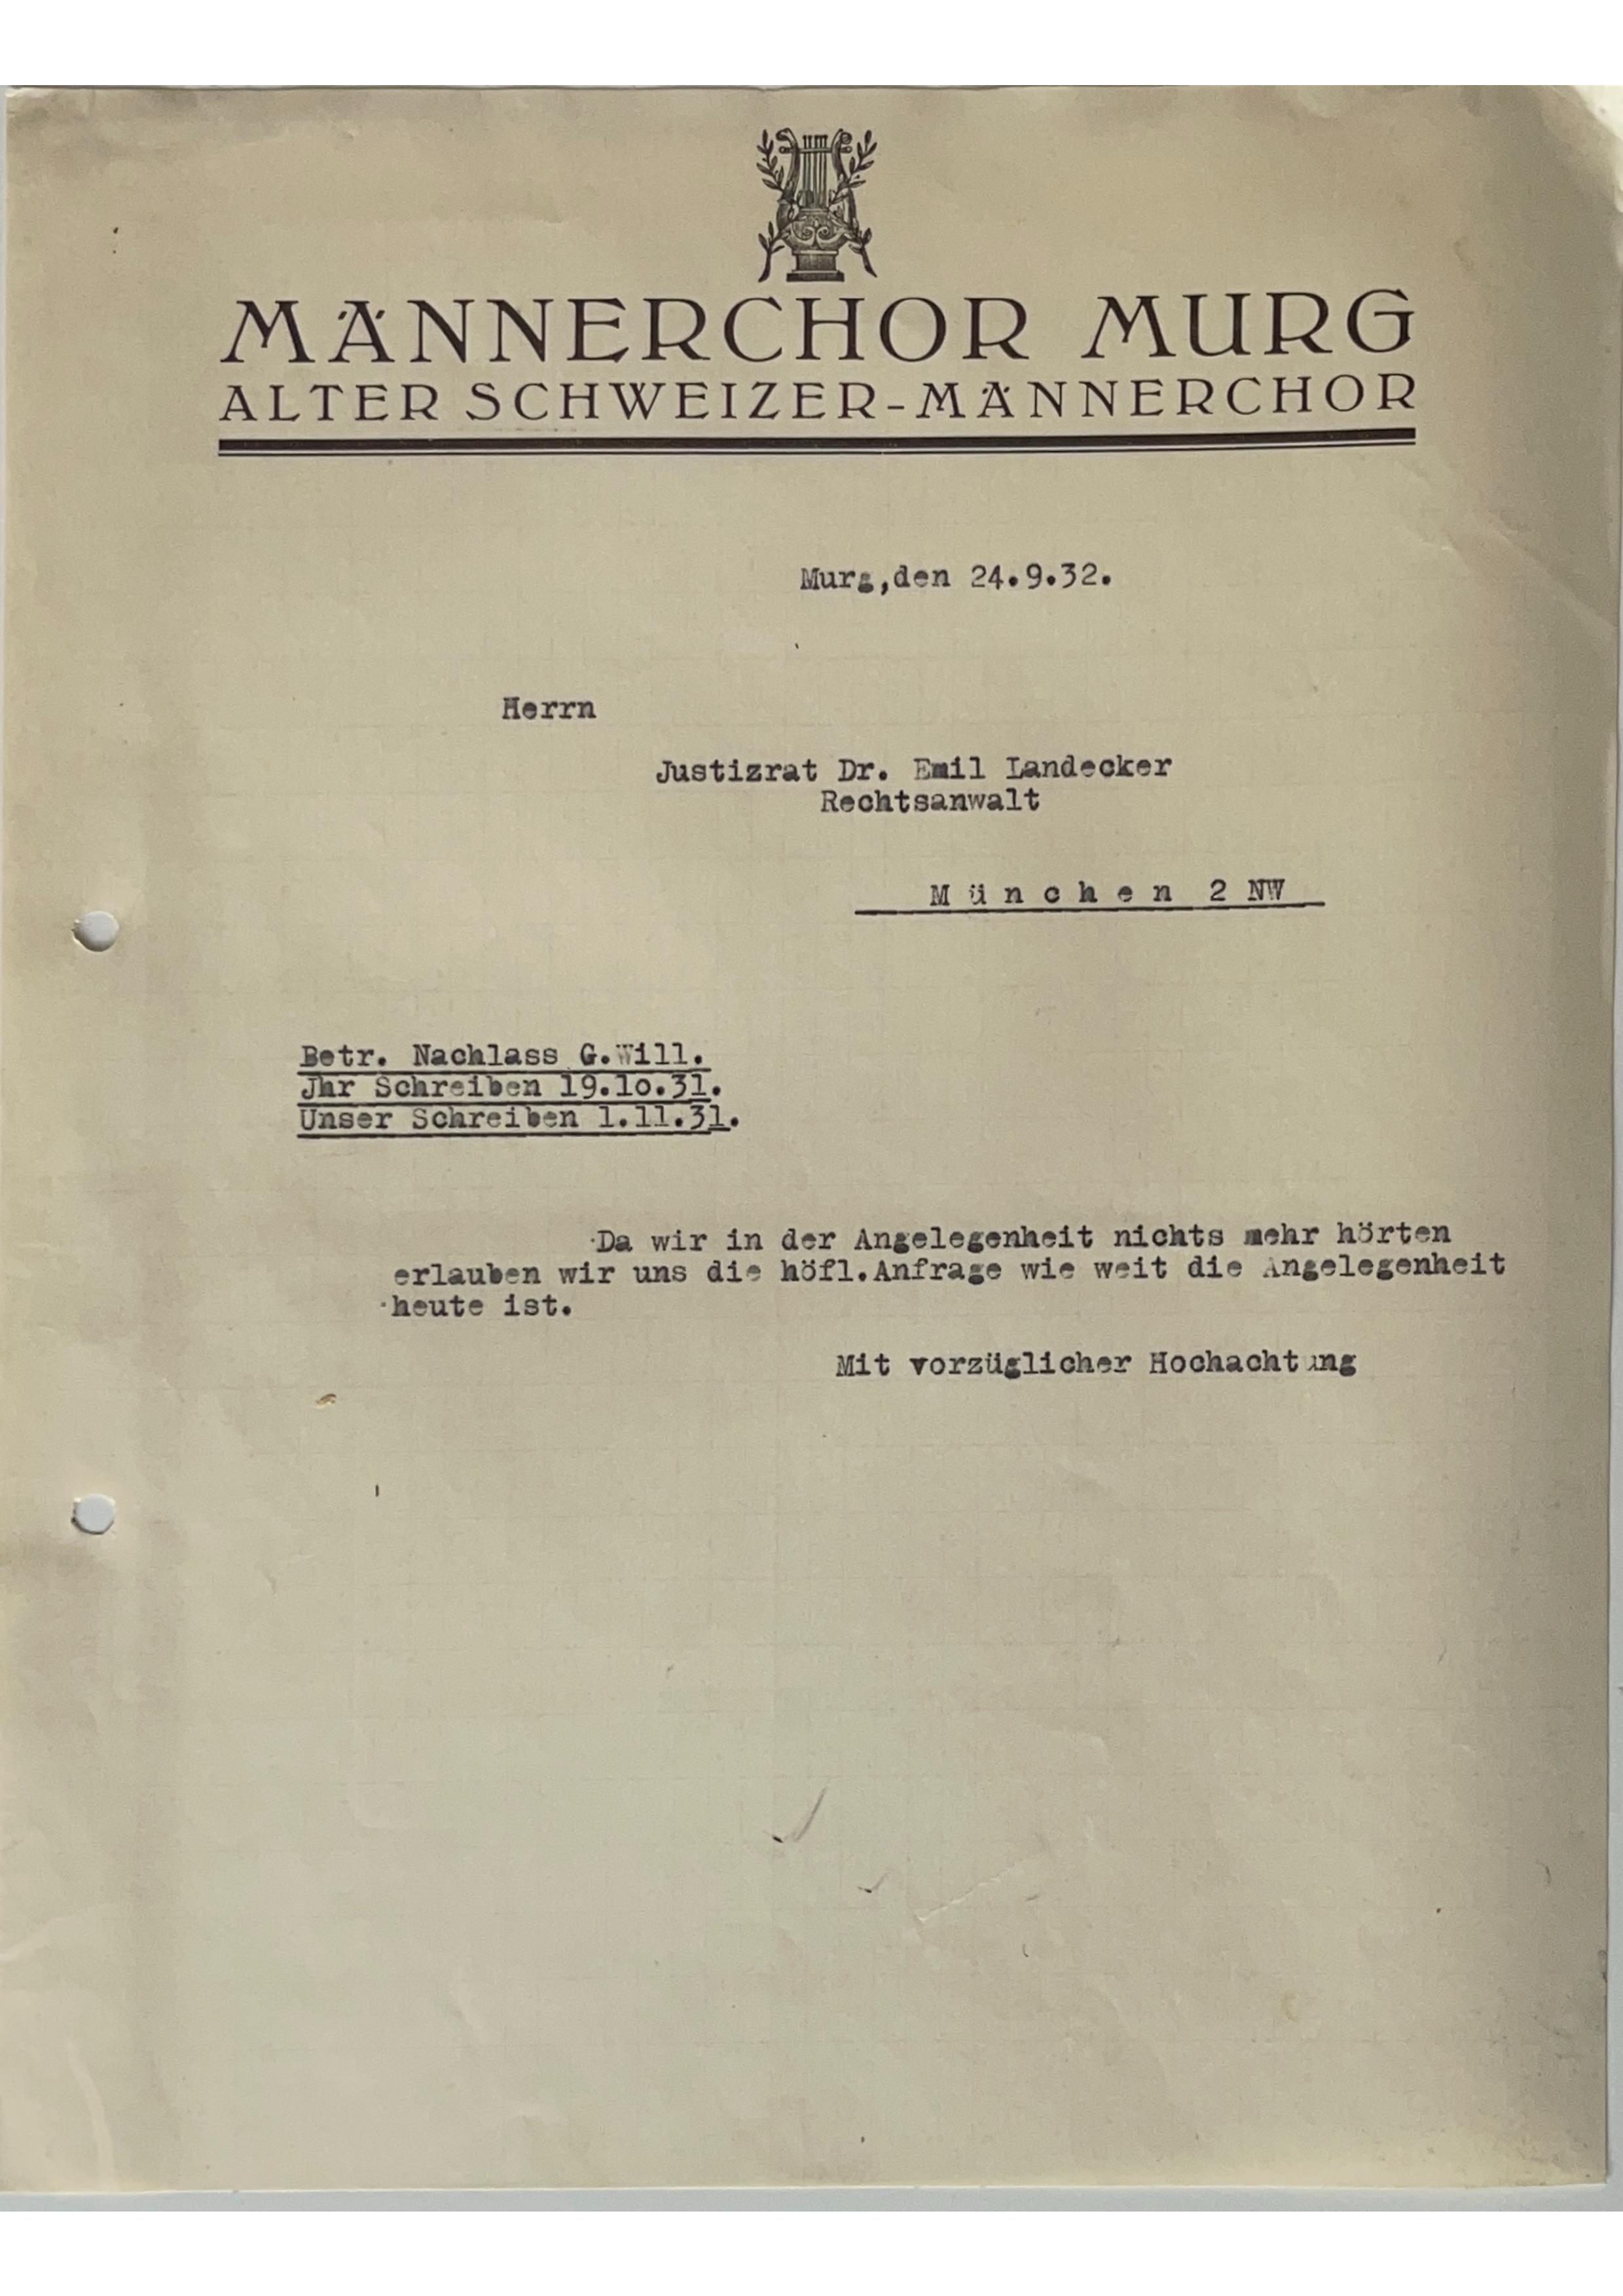 MÄNNERCHOR MURG
ALTER SCHWEIZER-MÄNNERCHOR
Murg,den 24.9.32.
Herrn
Justizrat Dr. Emil Landecker
Rechtsanwalt
M ü n c h e n 2 NW
Betr. Nachlass G.Will.
Jhr Schreiben 19.lo.31.
Unser Schreiben 1.11.31.
Da wir in der Angelegenheit nichts mehr hörten
erlauben wir uns die höfl.Anfrage wie weit die Angelegenheit
heute ist.
Mit vorzüglicher Hochachtung